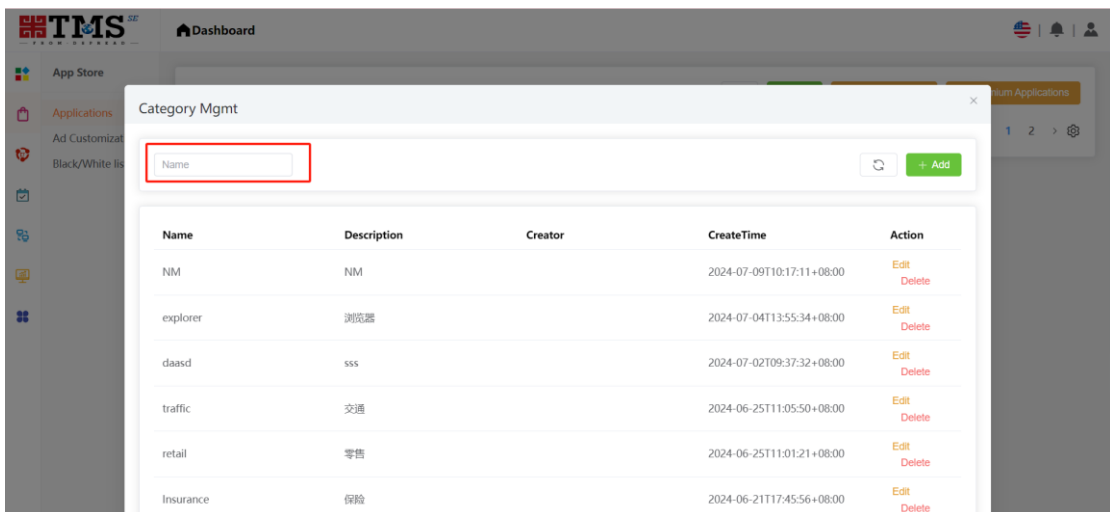 TMS SE
FROM EXPRESS
Dashboard
App Store
nium Applications
Category Mgmt
Applications
1 2
Ad Customizat
Black/White lis
Name
+ Add
Name Description Creator CreateTime Action
NM NM 2024-07-09T10:17:11+08:00 Edit
Delete
explorer 浏览器 2024-07-04T13:55:34+08:00 Edit
Delete
daasd sss 2024-07-02T09:37:32+08:00 Edit
Delete
traffic 交通 2024-06-25T11:05:50+08:00 Edit
Delete
retail 零售 2024-06-25T11:01:21+08:00 Edit
Delete
Insurance 保险 2024-06-21T17:45:56+08:00 Edit
Delete